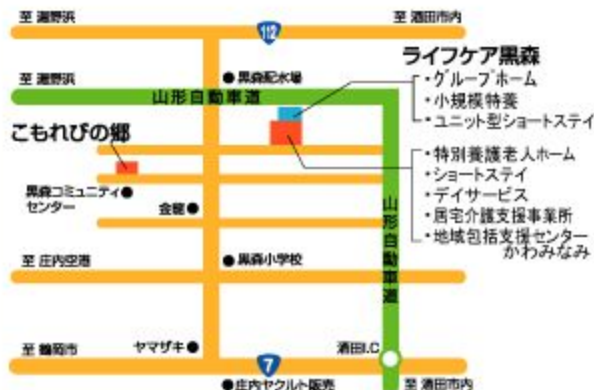 至 湯野浜
112
至 酒田市内
ライフケア黒森
至 湯野浜
●黒森配水場
・グループホーム
・小規模特養
・ユニット型ショートステイ
山形自動車道
こもれびの郷
・特別養護老人ホーム
・ショートステイ
・デイサービス
・居宅介護支援事業所
・地域包括支援センター
かわみなみ
黒森コミュニティ●
センター
金龍●
山形自動車道
至 庄内空港
●黒森小学校
至 鶴岡市
ヤマザキ●
7
酒田I.C
●庄内ヤクルト販売
至 酒田市内